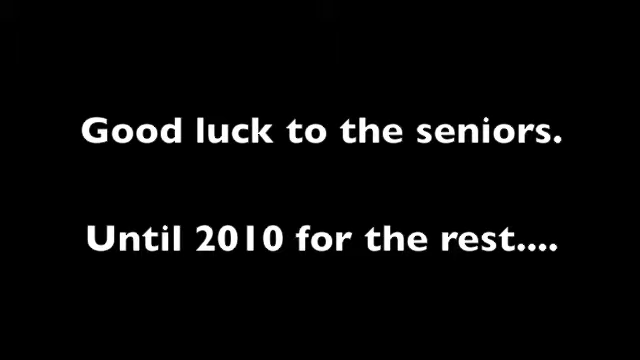 Good luck to the seniors.
Until 2010 for the rest....